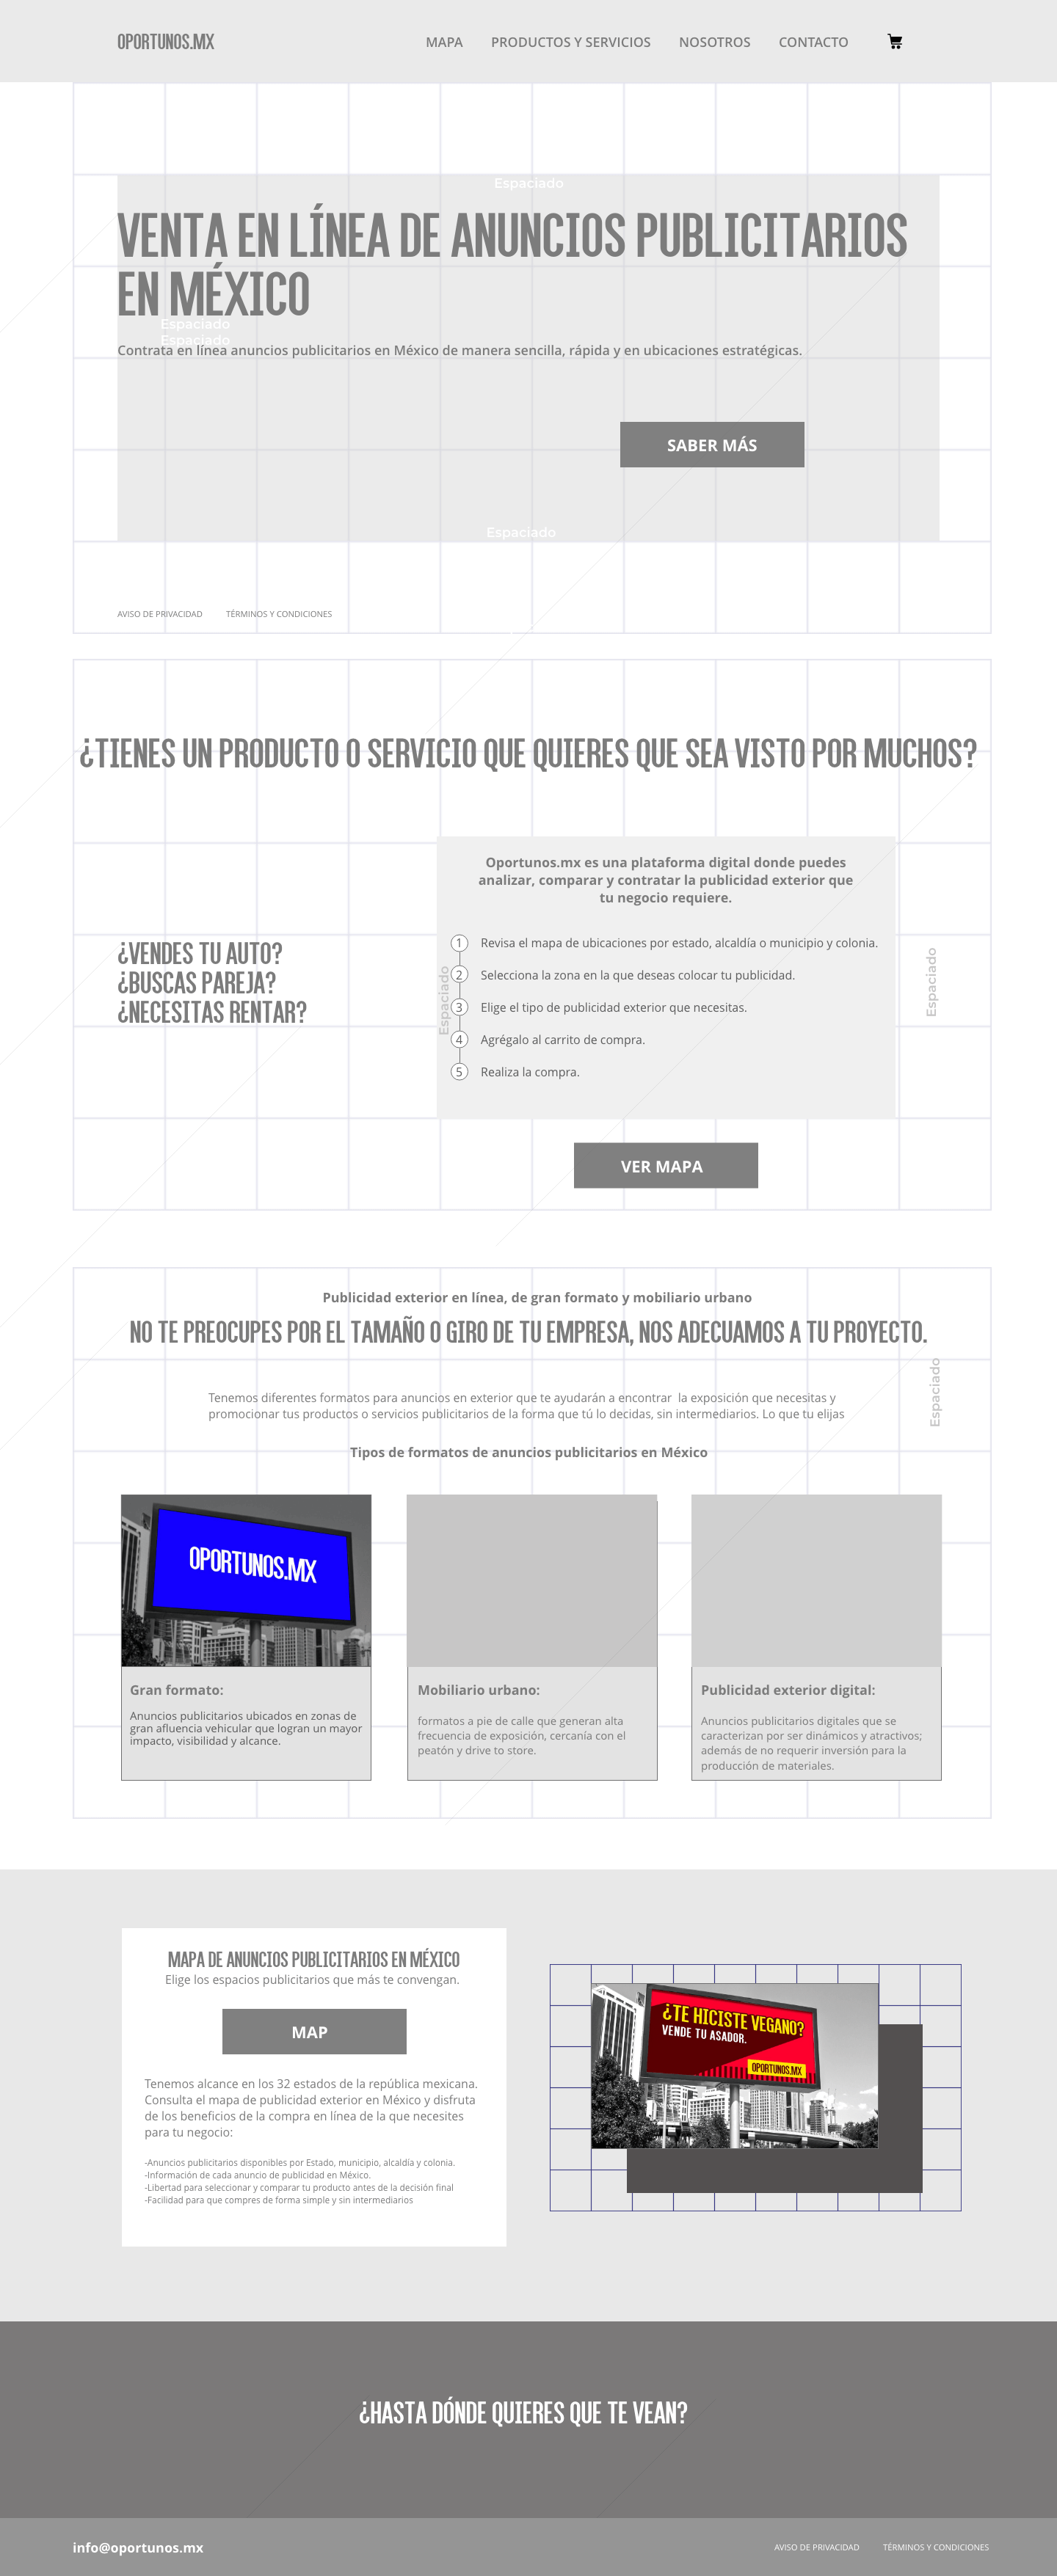 OPORTUNOS.MX
MAPA
PRODUCTOS Y SERVICIOS
NOSOTROS
CONTACTO
Espaciado
VENTA EN LÍNEA DE ANUNCIOS PUBLICITARIOS
EN MÉXICO
Espaciado
Espaciado
Contrata en línea anuncios publicitarios en México de manera sencilla, rápida y en ubicaciones estratégicas.
SABER MÁS
Espaciado
AVISO DE PRIVACIDAD
TÉRMINOS Y CONDICIONES
¿TIENES UN PRODUCTO O SERVICIO QUE QUIERES QUE SEA VISTO POR MUCHOS?
¿VENDES TU AUTO?
¿BUSCAS PAREJA?
¿NECESITAS RENTAR?
Oportunos.mx es una plataforma digital donde puedes
analizar, comparar y contratar la publicidad exterior que
tu negocio requiere.
Espaciado
1 Revisa el mapa de ubicaciones por estado, alcaldía o municipio y colonia.
2 Selecciona la zona en la que deseas colocar tu publicidad.
3 Elige el tipo de publicidad exterior que necesitas.
4 Agrégalo al carrito de compra.
5 Realiza la compra.
Espaciado
VER MAPA
Publicidad exterior en línea, de gran formato y mobiliario urbano
NO TE PREOCUPES POR EL TAMAÑO O GIRO DE TU EMPRESA, NOS ADECUAMOS A TU PROYECTO.
Espaciado
Tenemos diferentes formatos para anuncios en exterior que te ayudarán a encontrar  la exposición que necesitas y
promocionar tus productos o servicios publicitarios de la forma que tú lo decidas, sin intermediarios. Lo que tu elijas
Tipos de formatos de anuncios publicitarios en México
OPORTUNOS.MX
Gran formato:
Anuncios publicitarios ubicados en zonas de
gran afluencia vehicular que logran un mayor
impacto, visibilidad y alcance.
Mobiliario urbano:
formatos a pie de calle que generan alta
frecuencia de exposición, cercanía con el
peatón y drive to store.
Publicidad exterior digital:
Anuncios publicitarios digitales que se
caracterizan por ser dinámicos y atractivos;
además de no requerir inversión para la
producción de materiales.
MAPA DE ANUNCIOS PUBLICITARIOS EN MÉXICO
Elige los espacios publicitarios que más te convengan.
MAP
Tenemos alcance en los 32 estados de la república mexicana.
Consulta el mapa de publicidad exterior en México y disfruta
de los beneficios de la compra en línea de la que necesites
para tu negocio:
-Anuncios publicitarios disponibles por Estado, municipio, alcaldía y colonia.
-Información de cada anuncio de publicidad en México.
-Libertad para seleccionar y comparar tu producto antes de la decisión final
-Facilidad para que compres de forma simple y sin intermediarios
¿TE HICISTE VEGANO?
VENDE TU ASADOR.
OPORTUNOS.MX
¿HASTA DÓNDE QUIERES QUE TE VEAN?
info@oportunos.mx
AVISO DE PRIVACIDAD
TÉRMINOS Y CONDICIONES